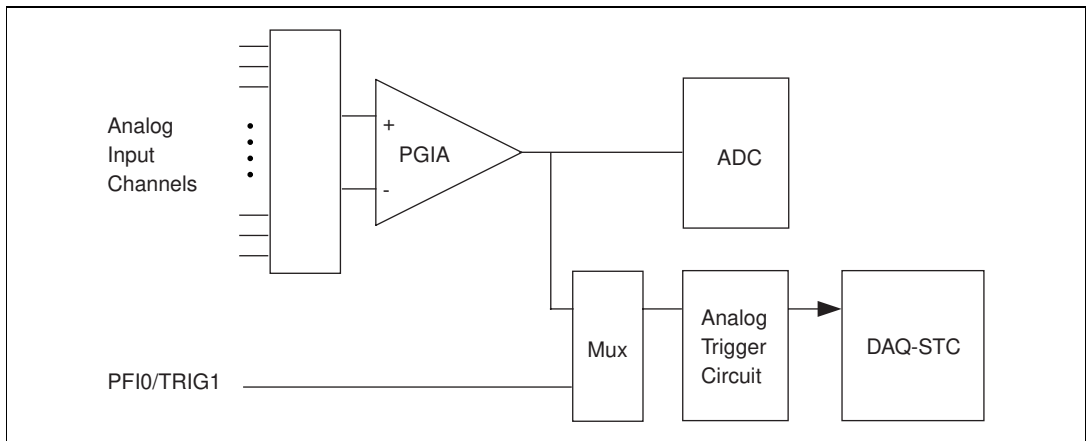 Analog
Input
Channels
+
PGIA
-
ADC
Mux
Analog
Trigger
Circuit
DAQ-STC
PFI0/TRIG1